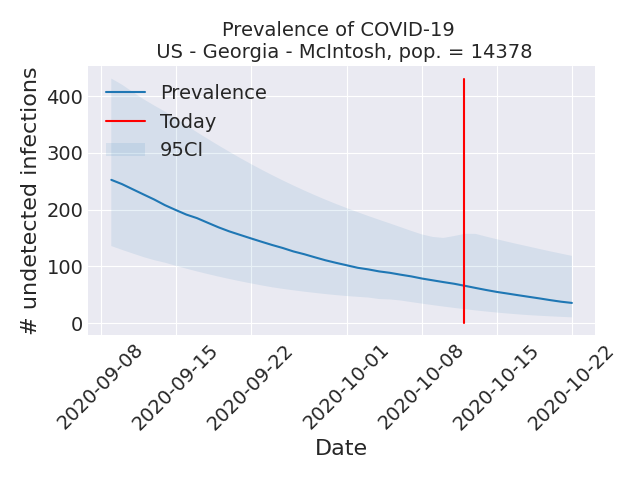 Prevalence of COVID-19
US - Georgia - McIntosh, pop. = 14378
# undetected infections
400
300
200
100
0
Prevalence
Today
95CI
2020-09-08
2020-09-15
2020-09-22
2020-10-01
2020-10-08
2020-10-15
2020-10-22
Date